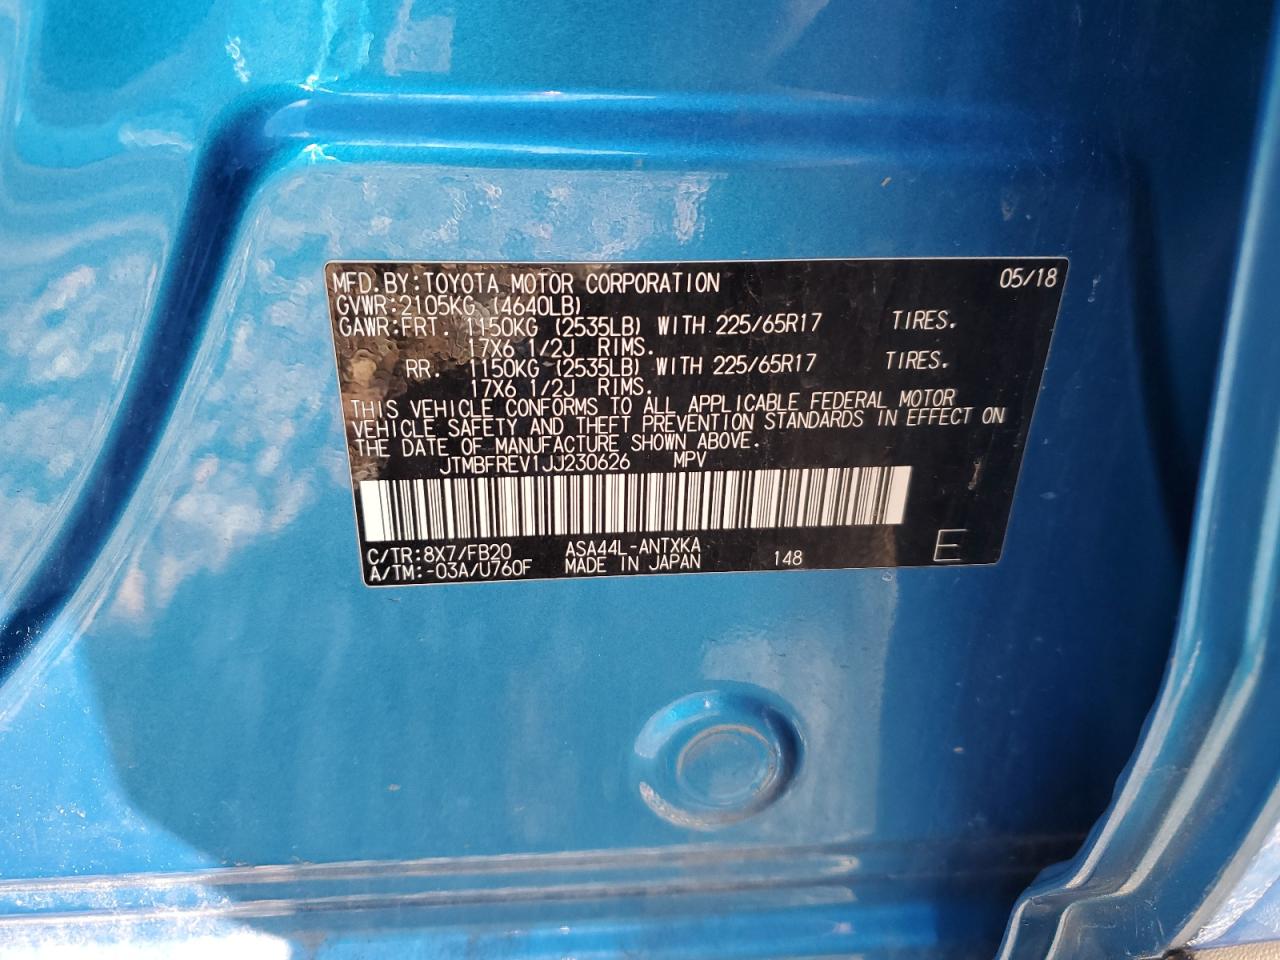 MFD.BY:TOYOTA MOTOR CORPORATION 05/18
GVWR:2105KG (4640LB)
GAWR:FRT. 1150KG (2535LB) WITH 225/65R17 TIRES.
17X6 1/2J RIMS.
RR. 1150KG (2535LB) WITH 225/65R17 TIRES.
17X6 1/2J RIMS.
THIS VEHICLE CONFORMS TO ALL APPLICABLE FEDERAL MOTOR
VEHICLE SAFETY AND THEFT PREVENTION STANDARDS IN EFFECT ON
THE DATE OF MANUFACTURE SHOWN ABOVE.
JTMBFREV1JJ230626 MPV
C/TR:8X7/FB20 ASA44L-ANTXKA
A/TM:-03A/U760F MADE IN JAPAN 148 E